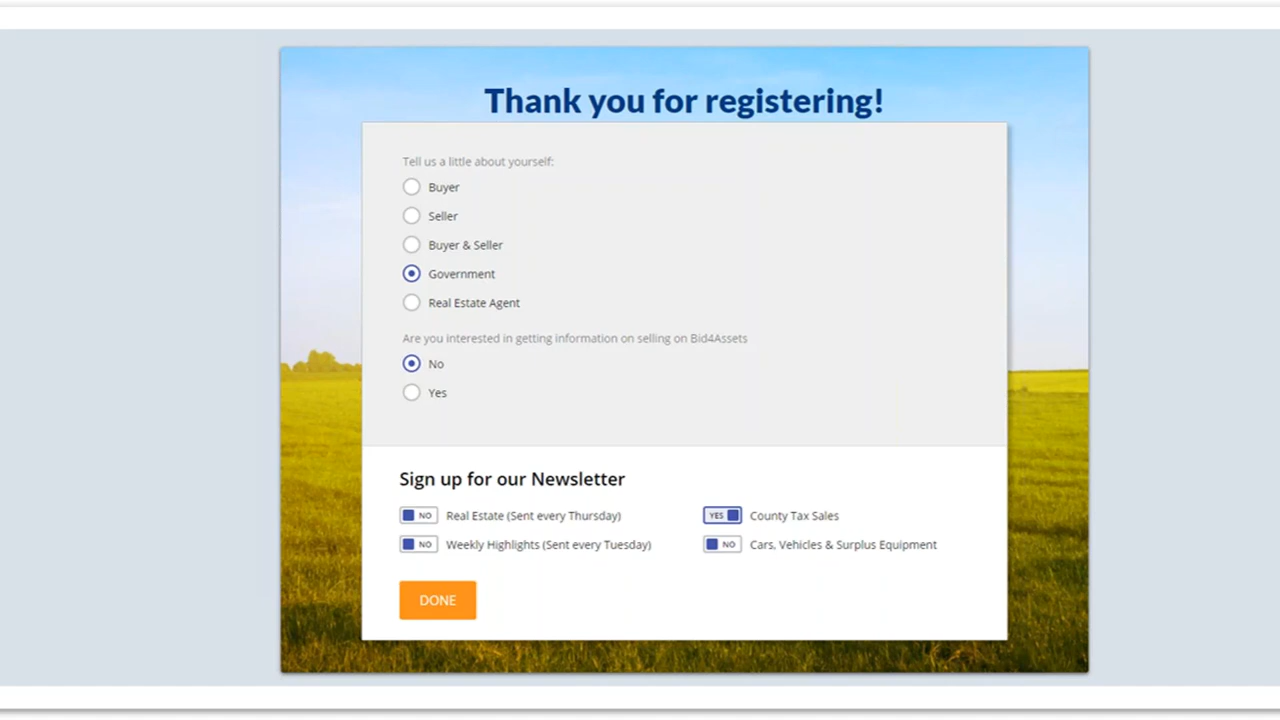 Thank you for registering!
Tell us a little about yourself:
Buyer
Seller
Buyer & Seller
Government
Real Estate Agent
Are you interested in getting information on selling on Bid4Assets
No
Yes
Sign up for our Newsletter
NO Real Estate (Sent every Thursday)
YES County Tax Sales
NO Weekly Highlights (Sent every Tuesday)
NO Cars, Vehicles & Surplus Equipment
DONE